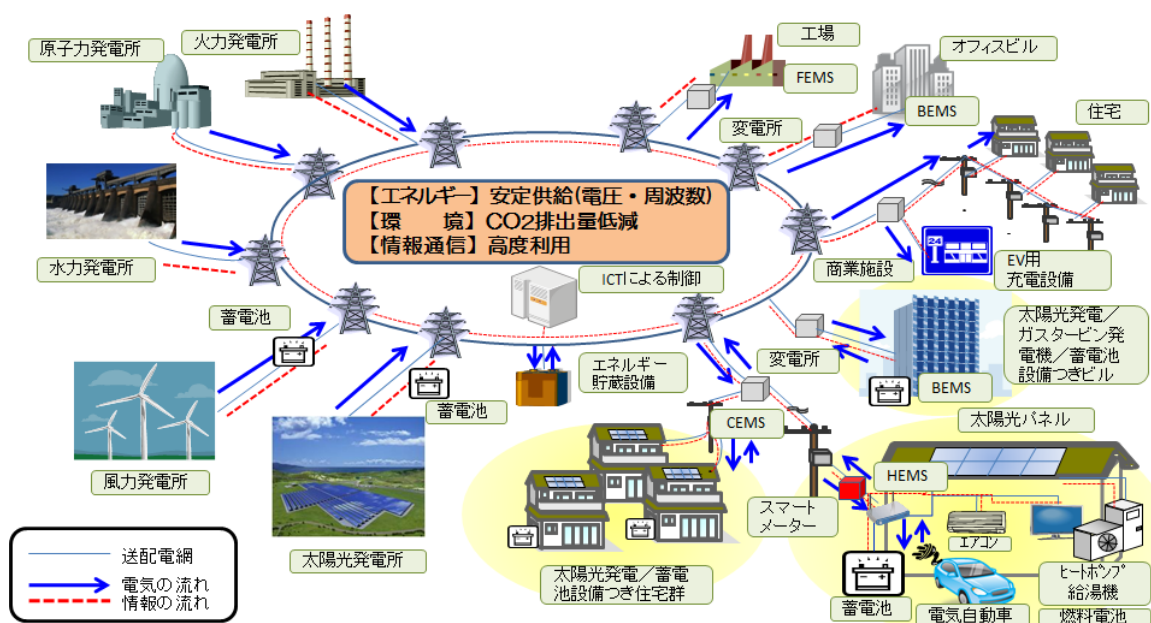 原子力発電所
火力発電所
工場
FEMS
オフィスビル
BEMS
変電所
住宅
【エネルギー】安定供給(電圧・周波数)
【環　　境】CO2排出量低減
【情報通信】高度利用
水力発電所
ICTによる制御
商業施設
24
EV用
充電設備
蓄電池
エネルギー
貯蔵設備
変電所
太陽光発電／
ガスタービン発
電機／蓄電池
設備つきビル
BEMS
蓄電池
CEMS
太陽光パネル
風力発電所
HEMS
スマート
メーター
エアコン
太陽光発電所
太陽光発電／蓄電
池設備つき住宅群
ヒートポンプ
給湯機
蓄電池
電気自動車
燃料電池
送配電網
電気の流れ
情報の流れ